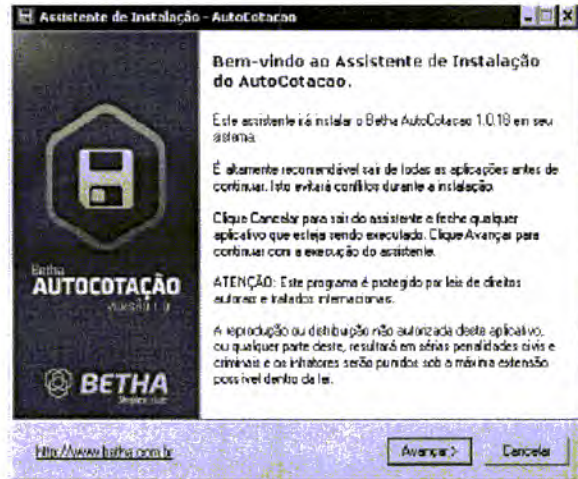 Assistente de Instalação - AutoCotacao
Bem-vindo ao Assistente de Instalação
do AutoCotacao.
Este assistente irá instalar o Betha AutoCotacao 1.0.18 em seu
sistema.
É altamente recomendável sair de todas as aplicações antes de
continuar. Isto evitará conflitos durante a instalação.
Clique Cancelar para sair do assistente e feche qualquer
aplicativo que esteja sendo executado. Clique Avançar para
continuar com a execução do assistente.
ATENÇÃO: Este programa é protegido por leis de direitos
autorais e tratados internacionais.
A reprodução ou distribuição não autorizada deste aplicativo,
ou qualquer parte deste, resultará em sérias penalidades civis e
criminais e os infratores serão punidos sob a máxima extensão
possível dentro da lei.
Betha
AUTOCOTAÇÃO
VERSÃO 1.0
BETHA
http://www.betha.com.br
Avançar >
Cancelar